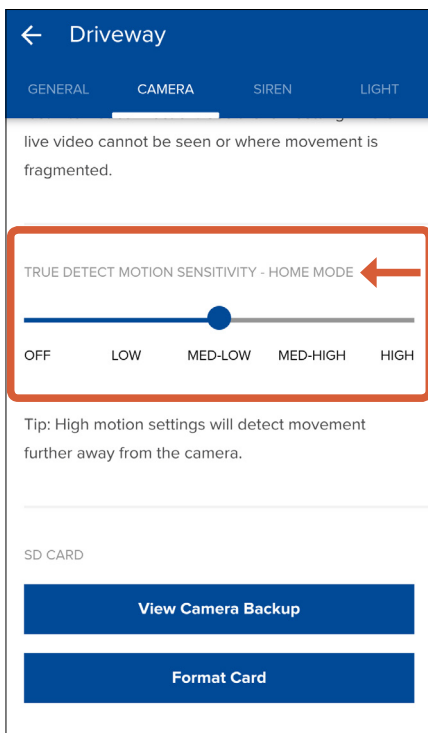 Driveway
GENERAL CAMERA SIREN LIGHT
live video cannot be seen or where movement is
fragmented.
TRUE DETECT MOTION SENSITIVITY - HOME MODE
OFF LOW MED-LOW MED-HIGH HIGH
Tip: High motion settings will detect movement
further away from the camera.
SD CARD
View Camera Backup
Format Card